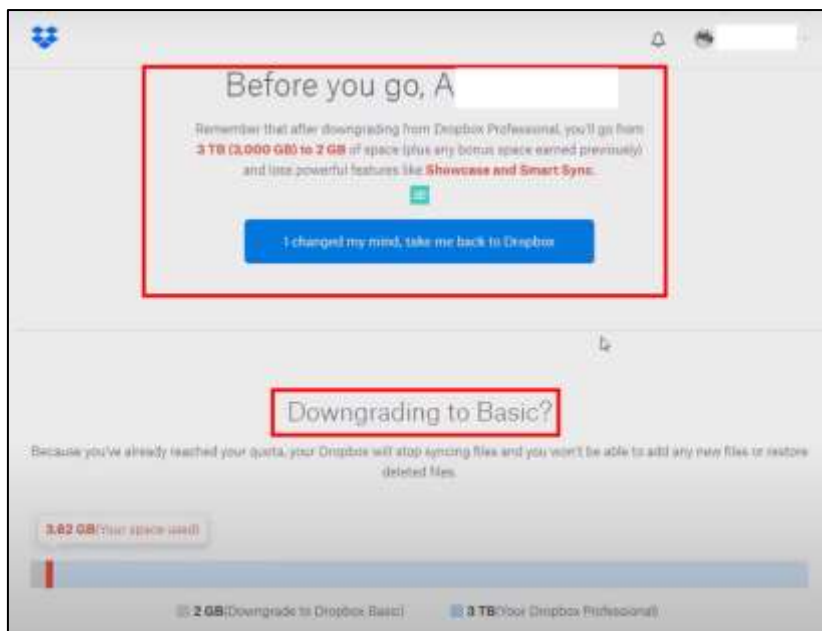 Before you go, A
Remember that after downgrading from Dropbox Professional, you'll go from
3 TB (3,000 GB) to 2 GB of space (plus any bonus space earned previously)
and lose powerful features like Showcase and Smart Sync.
I changed my mind, take me back to Dropbox
Downgrading to Basic?
Because you've already reached your quota, your Dropbox will stop syncing files and you won't be able to add any new files or restore
deleted files.
3.82 GB(Your space used)
2 GB(Downgrade to Dropbox Basic) 3 TB(Your Dropbox Professional)